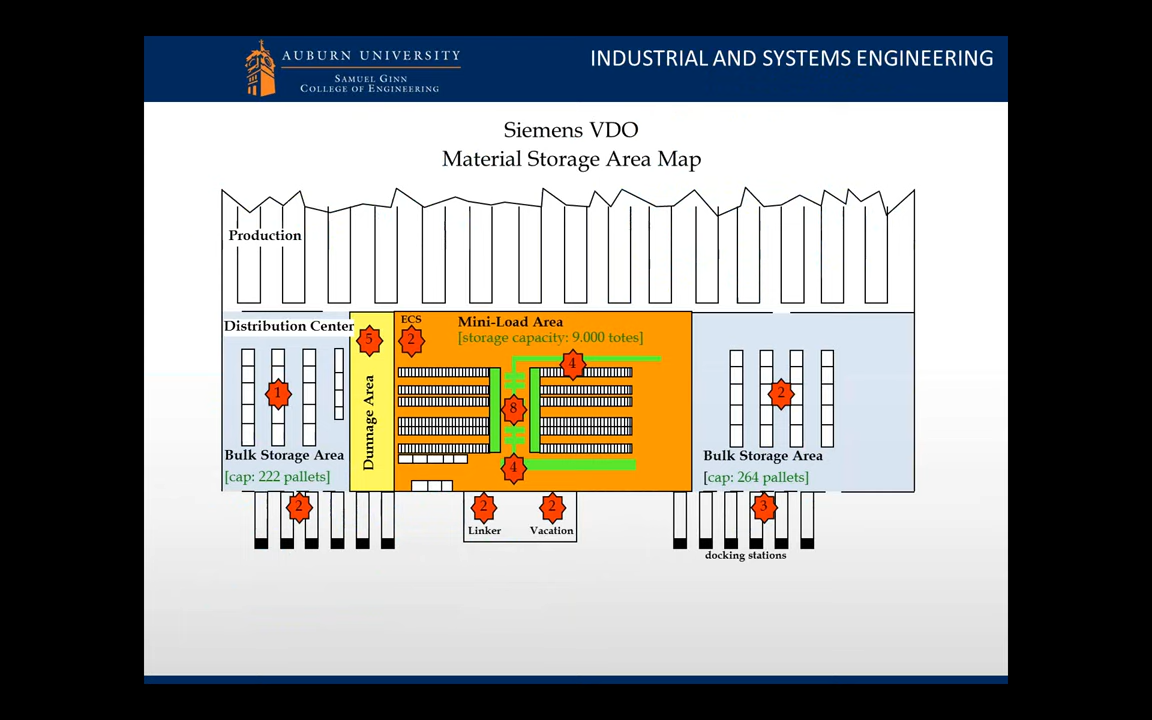 AUBURN UNIVERSITY
SAMUEL GINN
COLLEGE OF ENGINEERING
INDUSTRIAL AND SYSTEMS ENGINEERING
Siemens VDO
Material Storage Area Map
Production
Distribution Center
5
ECS
2
Mini-Load Area
[storage capacity: 9.000 totes]
4
1
Dunnage Area
8
2
Bulk Storage Area
[cap: 222 pallets]
4
Bulk Storage Area
[cap: 264 pallets]
2
2
2
3
Linker
Vacation
docking stations